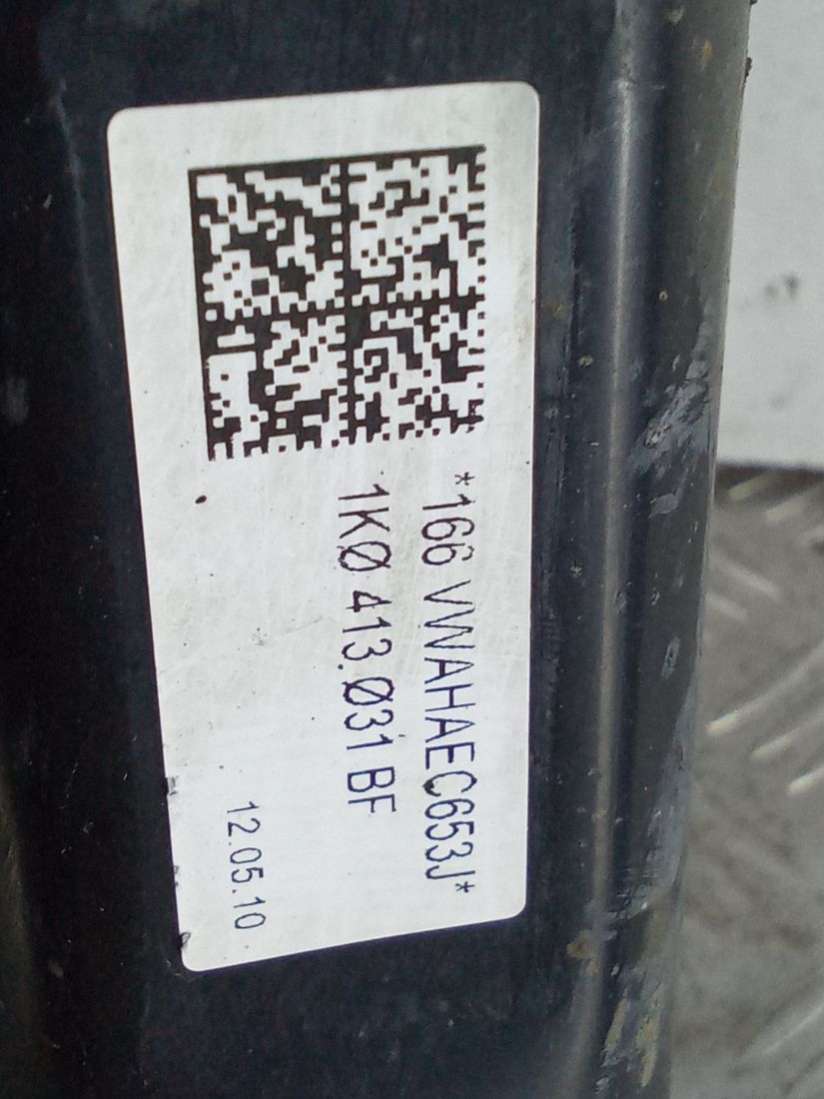 *166 VWAHAEC653J*
1KØ 413 Ø31 BF
12.05.10